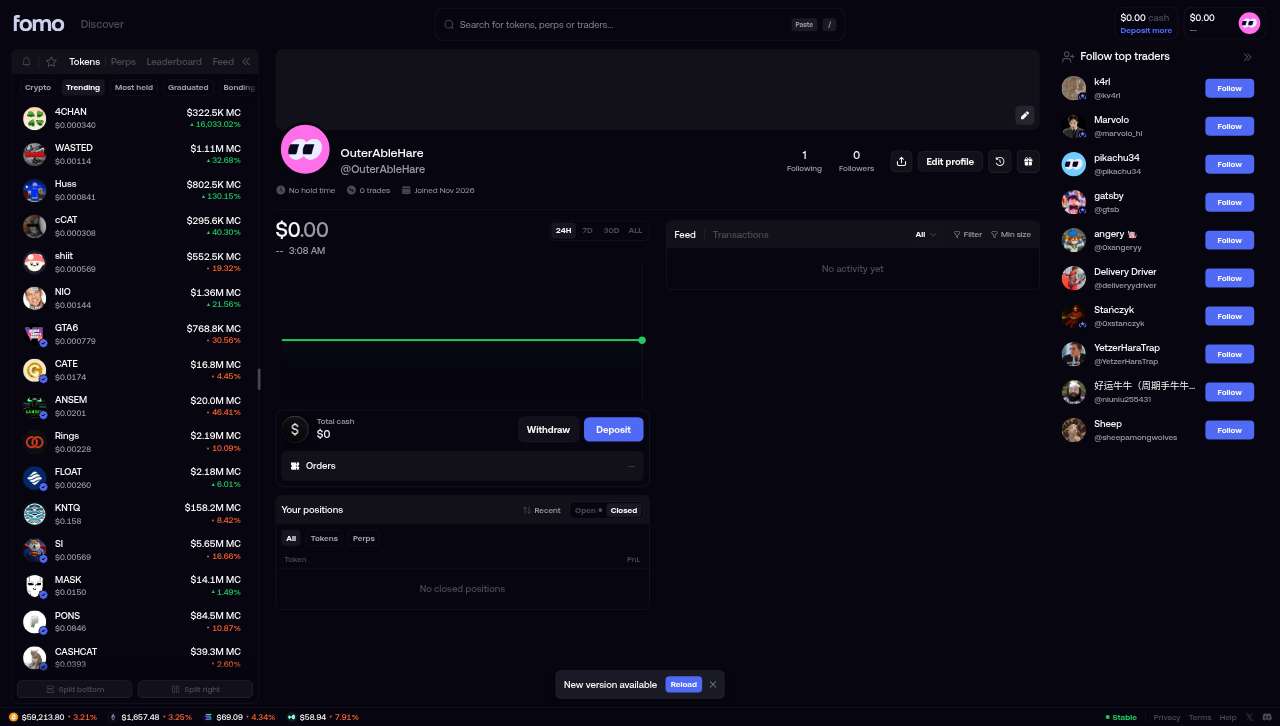 fomo
Discover
Search for tokens, perps or traders...
Paste
/
$0.00 cash
Deposit more
$0.00
—
Tokens Perps Leaderboard Feed
Crypto Trending Most held Graduated Bonding
4CHAN $322.5K MC
$0.000340 16,033.02%
WASTED $1.11M MC
$0.00114 32.68%
Huss $802.5K MC
$0.000841 130.15%
cCAT $295.6K MC
$0.000308 40.30%
shiit $552.5K MC
$0.000569 19.32%
NIO $1.36M MC
$0.00144 21.56%
GTA6 $768.8K MC
$0.000779 30.56%
CATE $16.8M MC
$0.0174 4.45%
ANSEM $20.0M MC
$0.0201 46.41%
Rings $2.19M MC
$0.00228 10.09%
FLOAT $2.18M MC
$0.00260 6.01%
KNTQ $158.2M MC
$0.158 8.42%
SI $5.65M MC
$0.00569 16.66%
MASK $14.1M MC
$0.0150 1.49%
PONS $84.5M MC
$0.0846 10.87%
CASHCAT $39.3M MC
$0.0393 2.60%
Split bottom Split right
OuterAbleHare
@OuterAbleHare
No hold time 0 trades Joined Nov 2026
1
Following
0
Followers
Edit profile
$0.00
-- 3:08 AM
24H 7D 30D ALL
Total cash
$0
$
Withdraw Deposit
Orders —
Your positions Recent Open Closed
All Tokens Perps
Token PnL
No closed positions
Feed Transactions All Filter Min size
No activity yet
Follow top traders
k4rl
@kv4rl
Follow
Marvolo
@marvolo_hl
Follow
pikachu34
@pikachu34
Follow
gatsby
@gtsb
Follow
angery
@0xangeryy
Follow
Delivery Driver
@deliveryydriver
Follow
Stańczyk
@0xstanczyk
Follow
YetzerHaraTrap
@YetzerHaraTrap
Follow
好运牛牛（周期手牛牛...
@niuniu255431
Follow
Sheep
@sheepamongwolves
Follow
New version available Reload
$59,213.80 3.21% $1,657.48 3.25% $69.09 4.34% $58.94 7.91%
Stable Privacy Terms Help